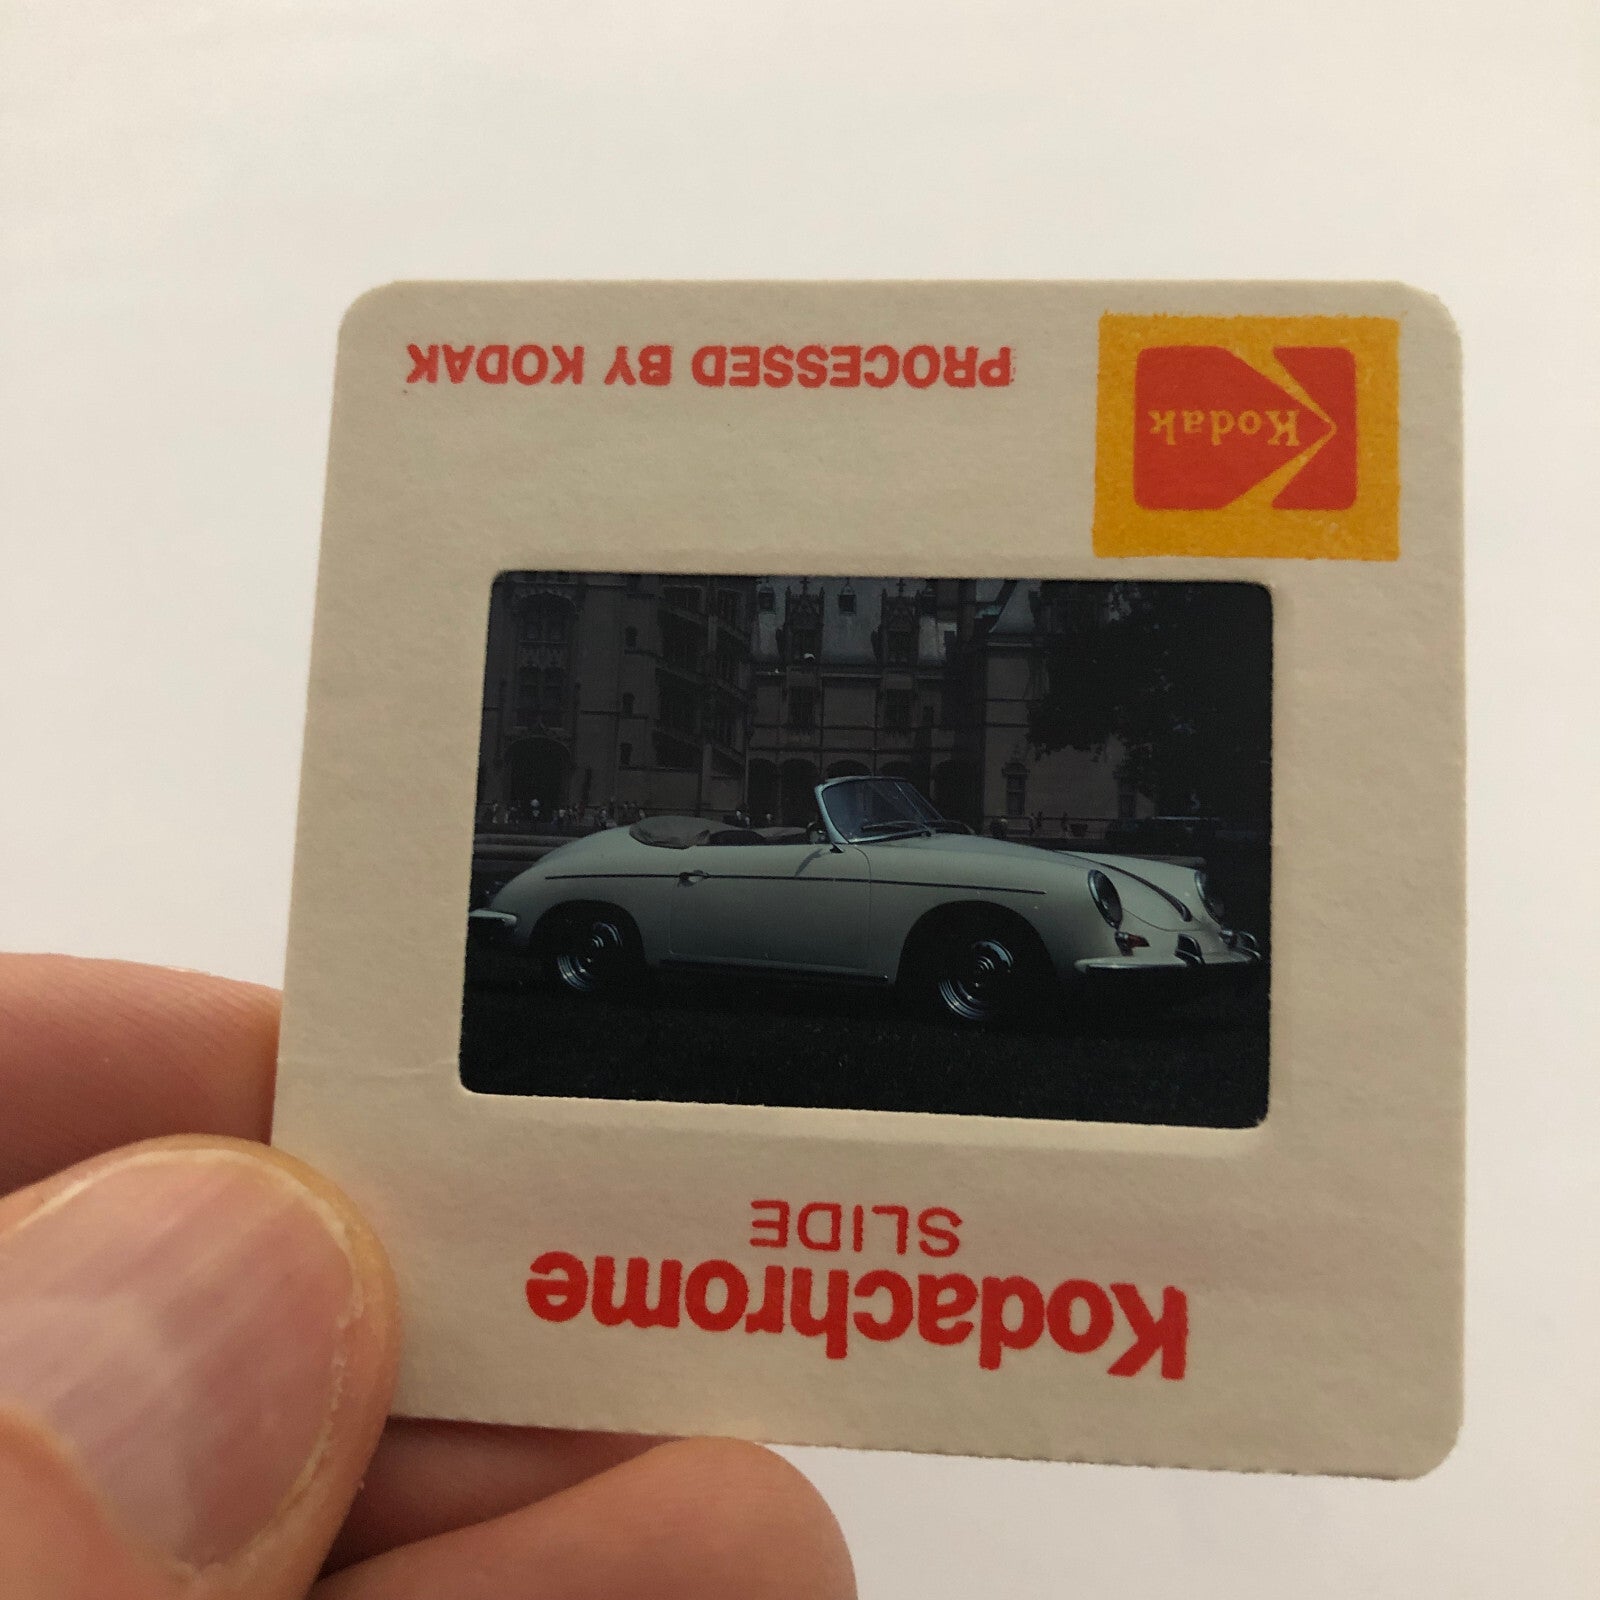 Kodachrome
SLIDE
Kodak
PROCESSED BY KODAK